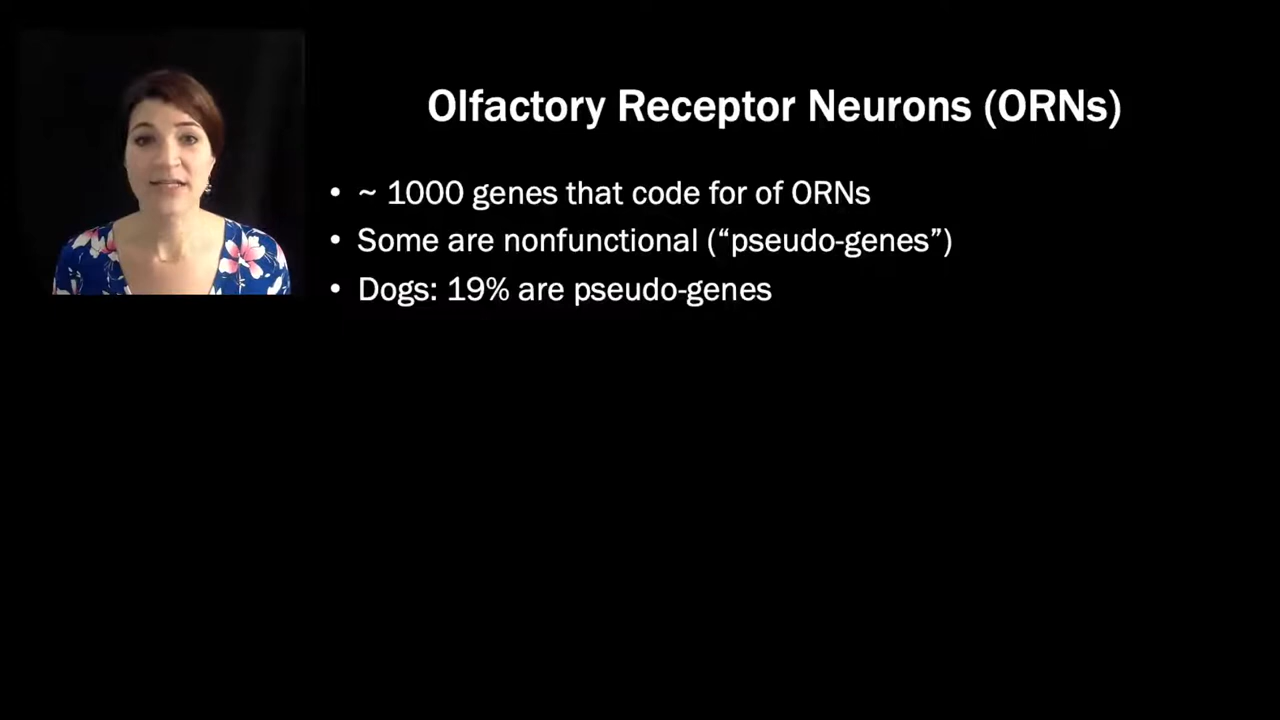 Olfactory Receptor Neurons (ORNs)
• ~ 1000 genes that code for of ORNs
• Some are nonfunctional (“pseudo-genes”)
• Dogs: 19% are pseudo-genes